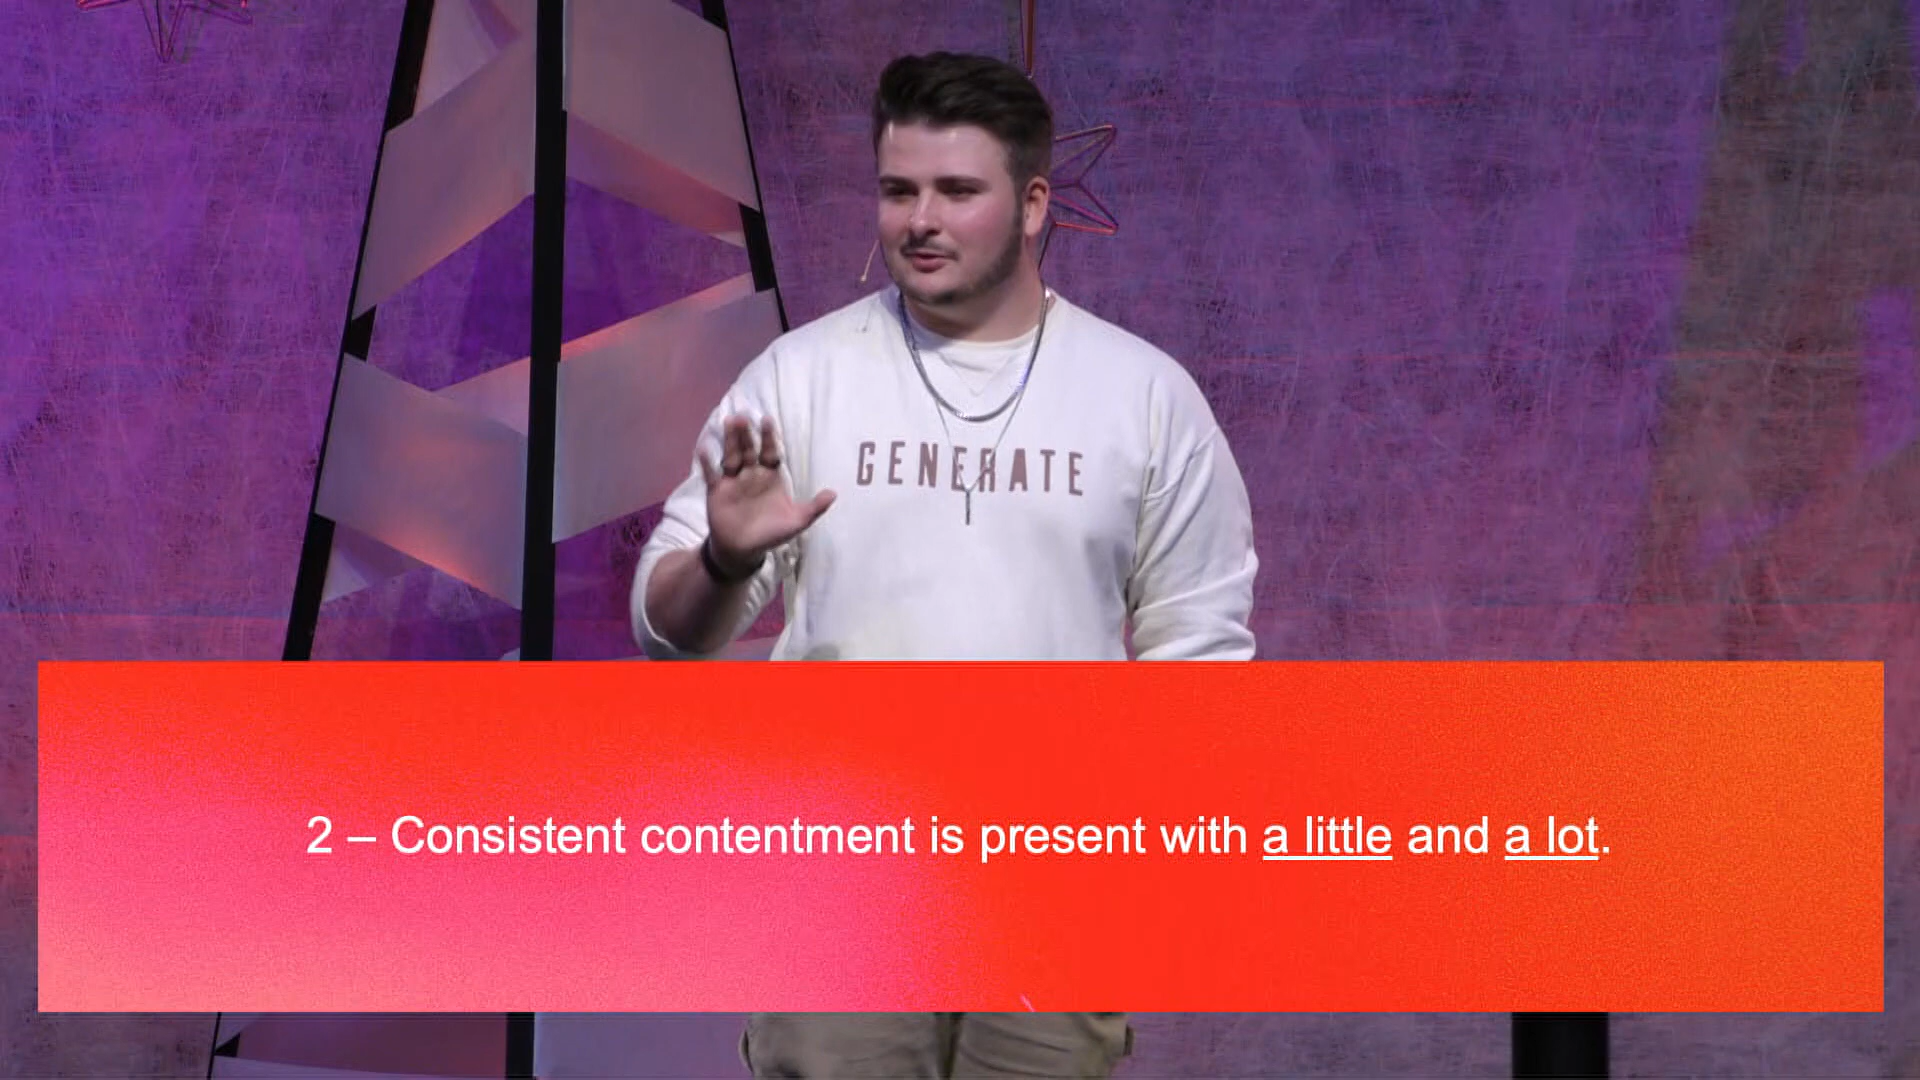 GENERATE
2 – Consistent contentment is present with a little and a lot.